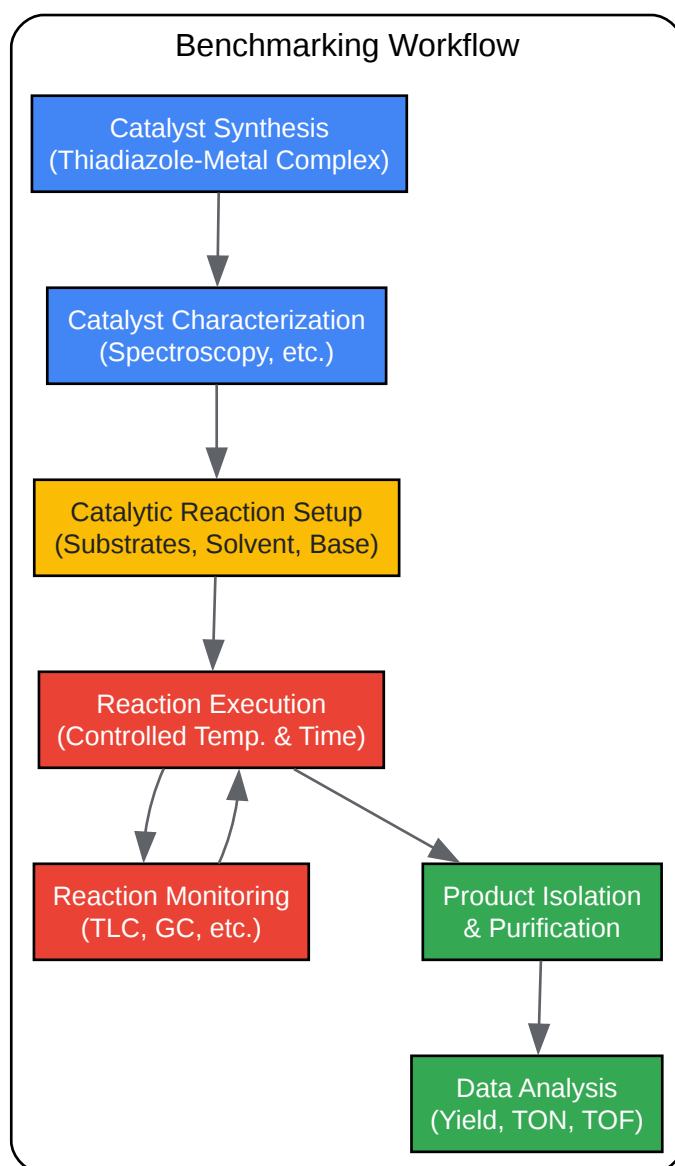 Benchmarking Workflow
Catalyst Synthesis
(Thiadiazole-Metal Complex)
Catalyst Characterization
(Spectroscopy, etc.)
Catalytic Reaction Setup
(Substrates, Solvent, Base)
Reaction Execution
(Controlled Temp. & Time)
Reaction Monitoring
(TLC, GC, etc.)
Product Isolation
& Purification
Data Analysis
(Yield, TON, TOF)